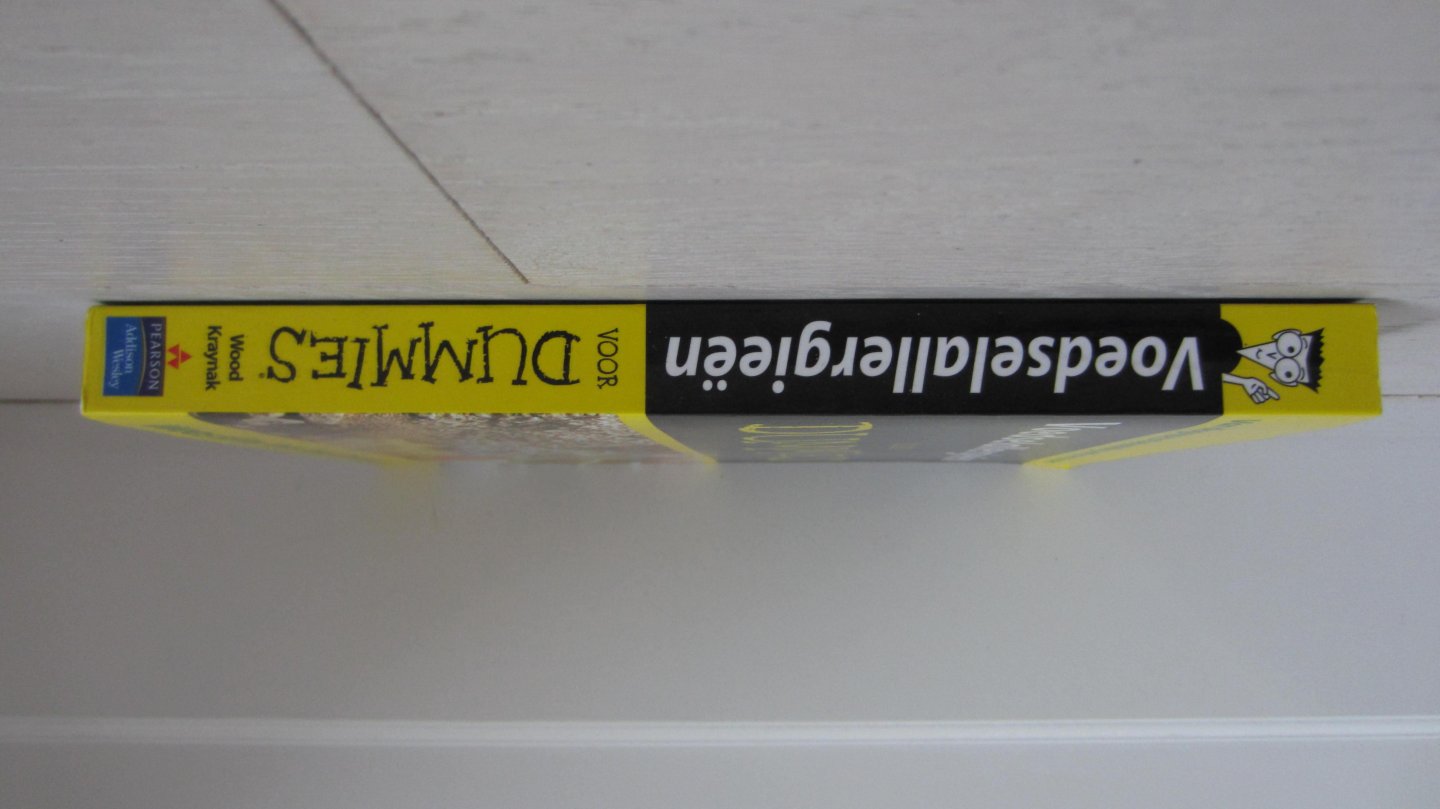 Voedselallergieën
VOOR
DUMMIES
Wood
Kraynak
PEARSON
Addison
Wesley